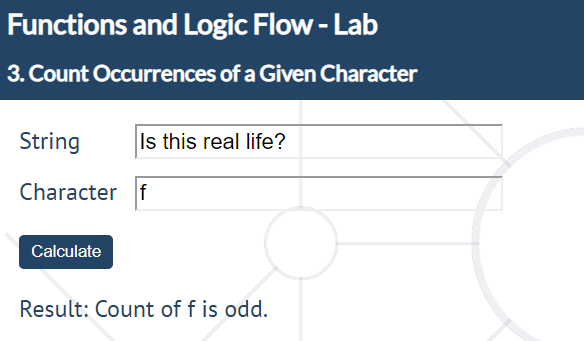 Functions and Logic Flow - Lab
3. Count Occurrences of a Given Character
String Is this real life?
Character f
Calculate
Result: Count of f is odd.